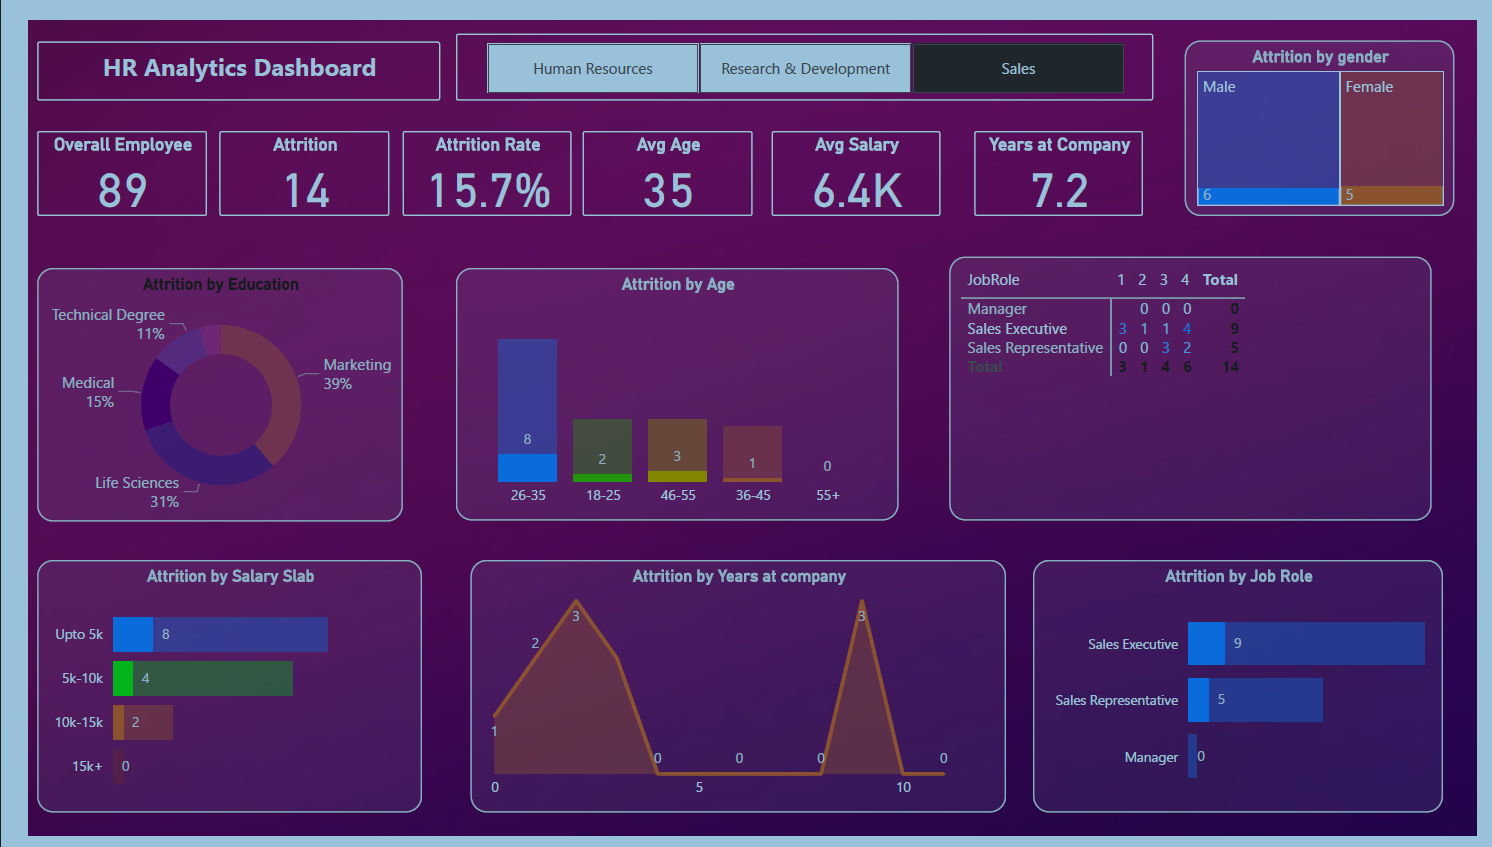 HR Analytics Dashboard
Human Resources
Research & Development
Sales
Attrition by gender
Male
Female
6
5
Overall Employee
89
Attrition
14
Attrition Rate
15.7%
Avg Age
35
Avg Salary
6.4K
Years at Company
7.2
Attrition by Education
Technical Degree
11%
Marketing
39%
Medical
15%
Life Sciences
31%
Attrition by Age
8
2
3
1
0
26-35
18-25
46-55
36-45
55+
JobRole 1 2 3 4 Total
Manager 0 0 0 0
Sales Executive 3 1 1 4 9
Sales Representative 0 0 3 2 5
Total 3 1 4 6 14
Attrition by Salary Slab
Upto 5k 8
5k-10k 4
10k-15k 2
15k+ 0
Attrition by Years at company
1
2
3
0
0
0
3
0
0
0
5
10
Attrition by Job Role
Sales Executive 9
Sales Representative 5
Manager 0